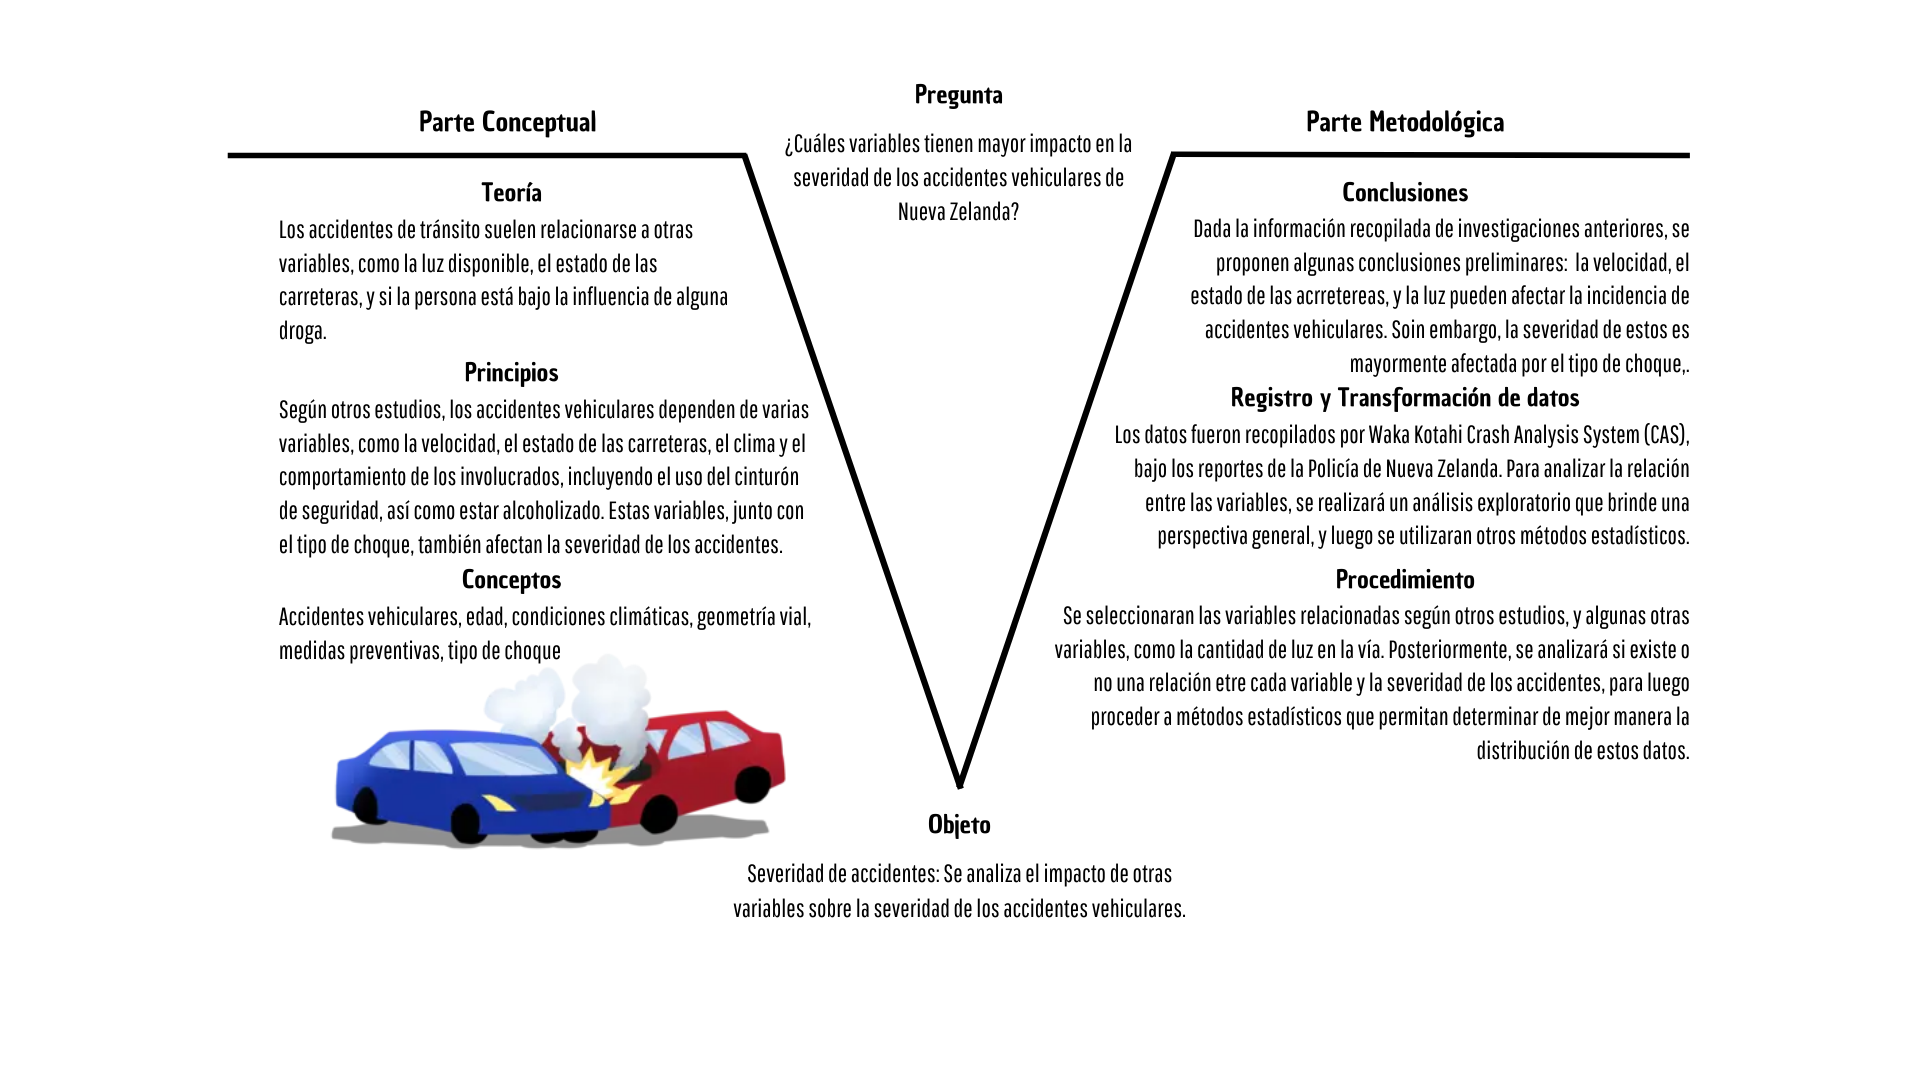 Parte Conceptual
Teoría
Los accidentes de tránsito suelen relacionarse a otras
variables, como la luz disponible, el estado de las
carreteras, y si la persona está bajo la influencia de alguna
droga.
Principios
Según otros estudios, los accidentes vehiculares dependen de varias
variables, como la velocidad, el estado de las carreteras, el clima y el
comportamiento de los involucrados, incluyendo el uso del cinturón
de seguridad, así como estar alcoholizado. Estas variables, junto con
el tipo de choque, también afectan la severidad de los accidentes.
Conceptos
Accidentes vehiculares, edad, condiciones climáticas, geometría vial,
medidas preventivas, tipo de choque
Pregunta
¿Cuáles variables tienen mayor impacto en la
severidad de los accidentes vehiculares de
Nueva Zelanda?
Parte Metodológica
Conclusiones
Dada la información recopilada de investigaciones anteriores, se
proponen algunas conclusiones preliminares:  la velocidad, el
estado de las acrretereas, y la luz pueden afectar la incidencia de
accidentes vehiculares. Soin embargo, la severidad de estos es
mayormente afectada por el tipo de choque,.
Registro y Transformación de datos
Los datos fueron recopilados por Waka Kotahi Crash Analysis System (CAS),
bajo los reportes de la Policía de Nueva Zelanda. Para analizar la relación
entre las variables, se realizará un análisis exploratorio que brinde una
perspectiva general, y luego se utilizaran otros métodos estadísticos.
Procedimiento
Se seleccionaran las variables relacionadas según otros estudios, y algunas otras
variables, como la cantidad de luz en la vía. Posteriormente, se analizará si existe o
no una relación etre cada variable y la severidad de los accidentes, para luego
proceder a métodos estadísticos que permitan determinar de mejor manera la
distribución de estos datos.
Objeto
Severidad de accidentes: Se analiza el impacto de otras
variables sobre la severidad de los accidentes vehiculares.